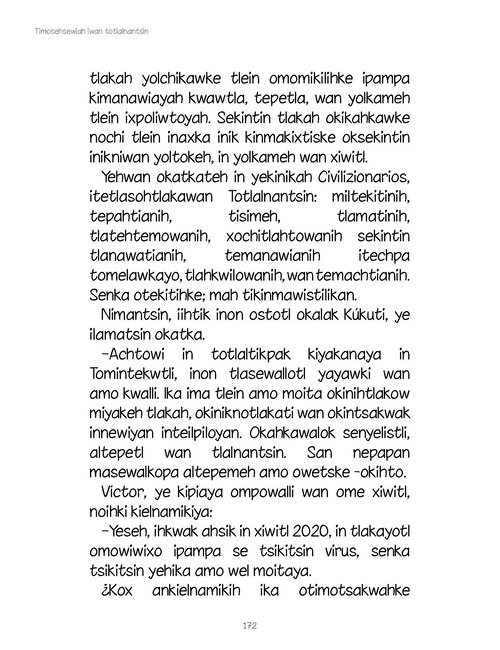 Timosehsewiah iwan totlalnantsin
tlakah yolchikawke tlein omomikilihke ipampa
kimanawiayah kwawtla, tepetla, wan yolkameh
tlein ixpoliwtoyah. Sekintin tlakah okikahkawke
nochi tlein inaxka inik kinmakixtiske oksekintin
inikniwan yoltokeh, in yolkameh wan xiwitl.
Yehwan okatkateh in yekinikah Civilizionarios,
itetlasohtlakawan Totlalnantsin: miltekitinih,
tepahtianih, tisimeh, tlamatinih,
tlatehtemowanih, xochitlahtowanih sekintin
tlanawatianih, temanawianih itechpa
tomelawkayo, tlahkwilowanih, wan temachtianih.
Senka otekitihke; mah tikinmawistilikan.
Nimantsin, iihtik inon ostotl okalak Kúkuti, ye
ilamatsin okatka.
–Achtowi in totlaltikpak kiyakanaya in
Tomintekwtli, inon tlasewallotl yayawki wan
amo kwalli. Ika ima tlein amo moita okinihtlakow
miyakeh tlakah, okiniknotlakati wan okintsakwak
innewiyan inteilpiloyan. Okahkawalok senyelistli,
altepetl wan tlalnantsin. San nepapan
masewalkopa altepemeh amo owetske -okihto.
Victor, ye kipiaya ompowalli wan ome xiwitl,
noihki kielnamikiya:
–Yeseh, ihkwak ahsik in xiwitl 2020, in tlakayotl
omowiwixo ipampa se tsikitsin virus, senka
tsikitsin yehika amo wel moitaya.
¿Kox ankielnamikih ika otimotsakwahke
172